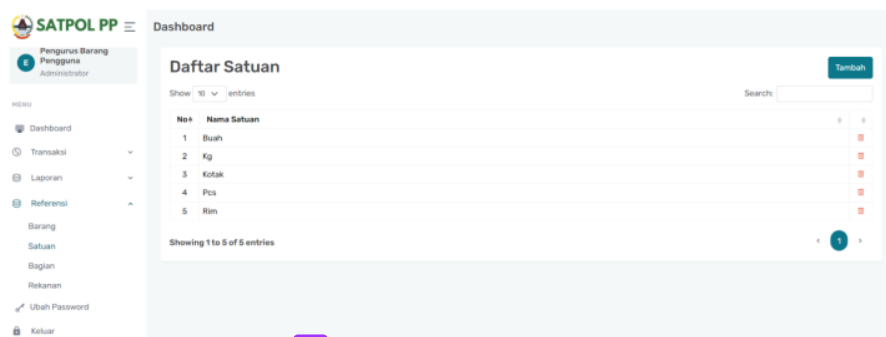 SATPOL PP
Dashboard
E
Pengurus Barang
Pengguna
Administrator
MENU
Dashboard
Transaksi
Laporan
Referensi
Barang
Satuan
Bagian
Rekanan
Ubah Password
Keluar
Daftar Satuan
Tambah
Show 10 entries
Search:
No Nama Satuan
1 Buah
2 Kg
3 Kotak
4 Pcs
5 Rim
Showing 1 to 5 of 5 entries
‹ 1 ›